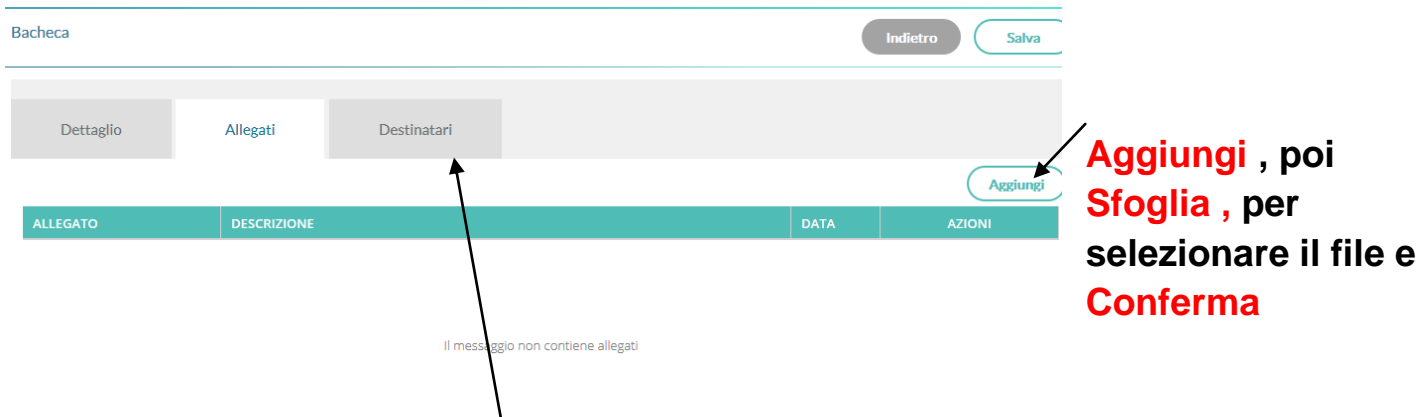 Bacheca
Indietro
Salva
Dettaglio
Allegati
Destinatari
Aggiungi
ALLEGATO
DESCRIZIONE
DATA
AZIONI
Il messaggio non contiene allegati
Aggiungi , poi
Sfoglia , per
selezionare il file e
Conferma